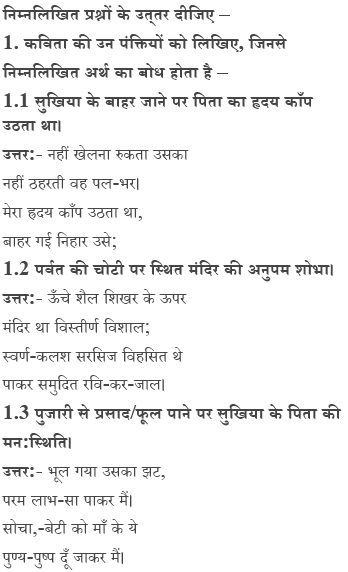 निम्नलिखित प्रश्नों के उत्तर दीजिए –
1. कविता की उन पंक्तियों को लिखिए, जिनसे
निम्नलिखित अर्थ का बोध होता है –
1.1 सुखिया के बाहर जाने पर पिता का हृदय काँप
उठता था।
उत्तर:- नहीं खेलना रुकता उसका
नहीं ठहरती वह पल-भर।
मेरा ह्रदय काँप उठता था,
बाहर गई निहार उसे;
1.2 पर्वत की चोटी पर स्थित मंदिर की अनुपम शोभा।
उत्तर:- ऊँचे शैल शिखर के ऊपर
मंदिर था विस्तीर्ण विशाल;
स्वर्ण-कलश सरसिज विहसित थे
पाकर समुदित रवि-कर-जाल।
1.3 पुजारी से प्रसाद/फूल पाने पर सुखिया के पिता की
मन:स्थिति।
उत्तर:- भूल गया उसका झट,
परम लाभ-सा पाकर मैं।
सोचा,-बेटी को माँ के ये
पुण्य-पुष्प दूँ जाकर मैं।